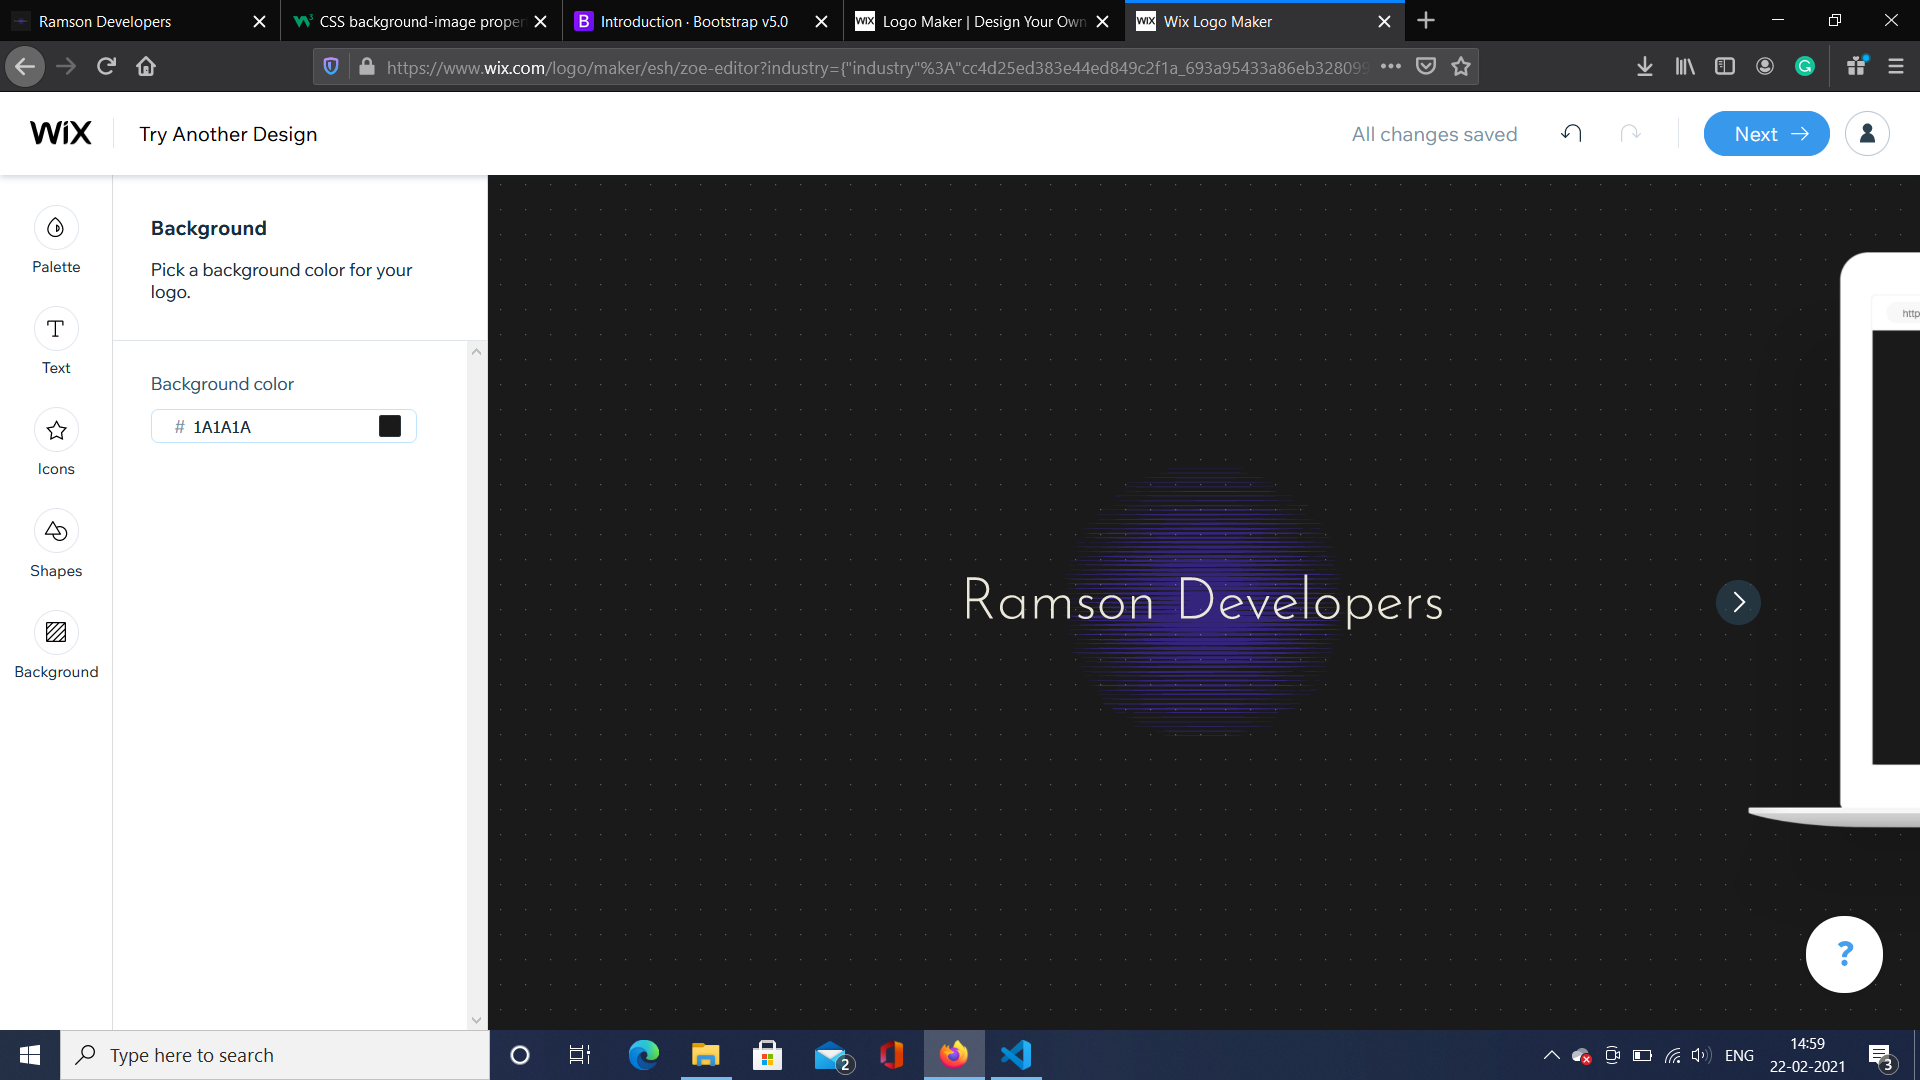 Ramson Developers
CSS background-image proper
Introduction · Bootstrap v5.0
WIX Logo Maker | Design Your Own
WIX Wix Logo Maker
https://www.wix.com/logo/maker/esh/zoe-editor?industry={"industry"%3A"cc4d25ed383e44ed849c2f1a_693a95433a86eb328099
WIX
Try Another Design
All changes saved
Next
Palette
Text
Icons
Shapes
Background
Background
Pick a background color for your
logo.
Background color
# 1A1A1A
Ramson Developers
http
?
Type here to search
2
ENG
14:59
22-02-2021
3